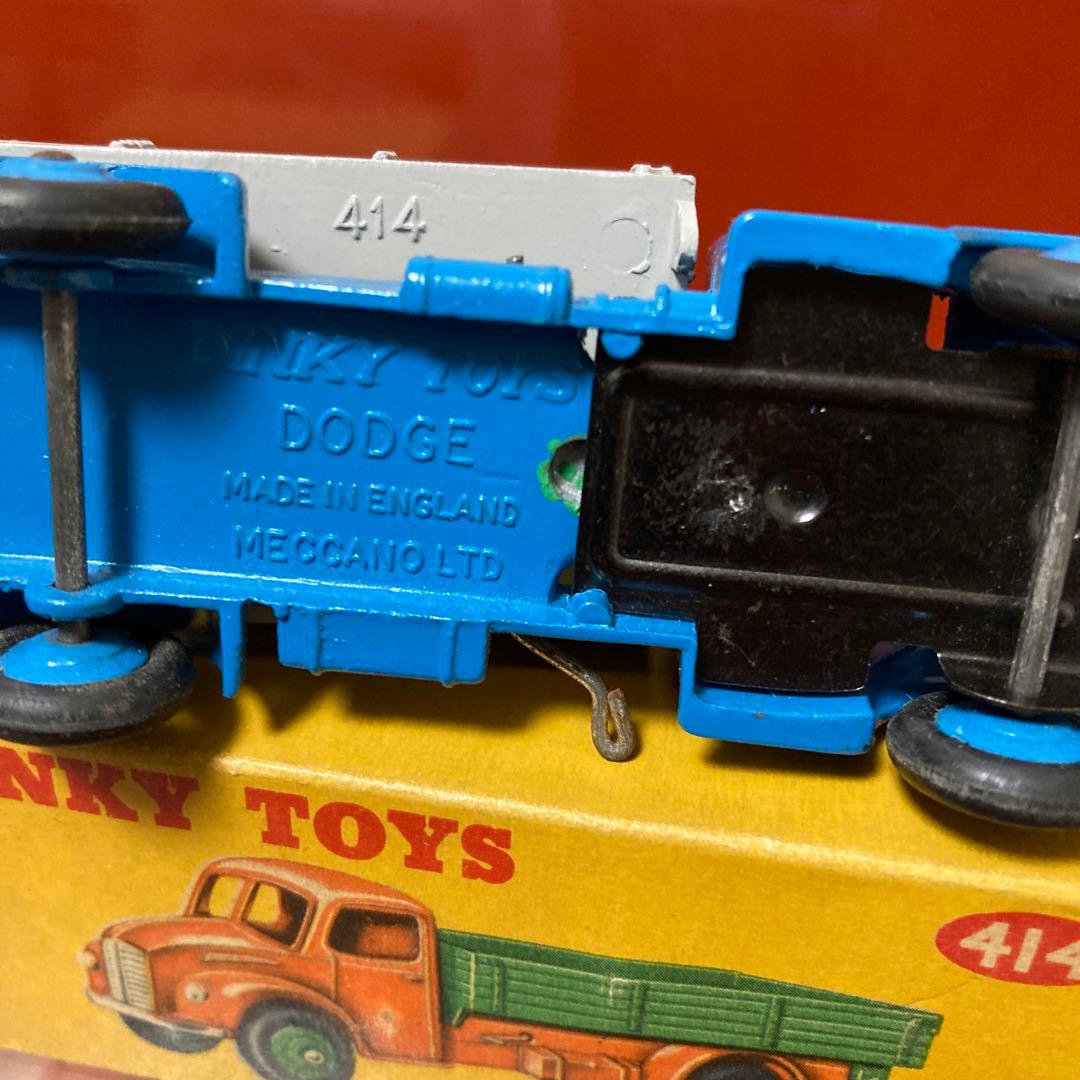 414
DINKY TOYS
DODGE
MADE IN ENGLAND
MECCANO LTD
NKY TOYS
414